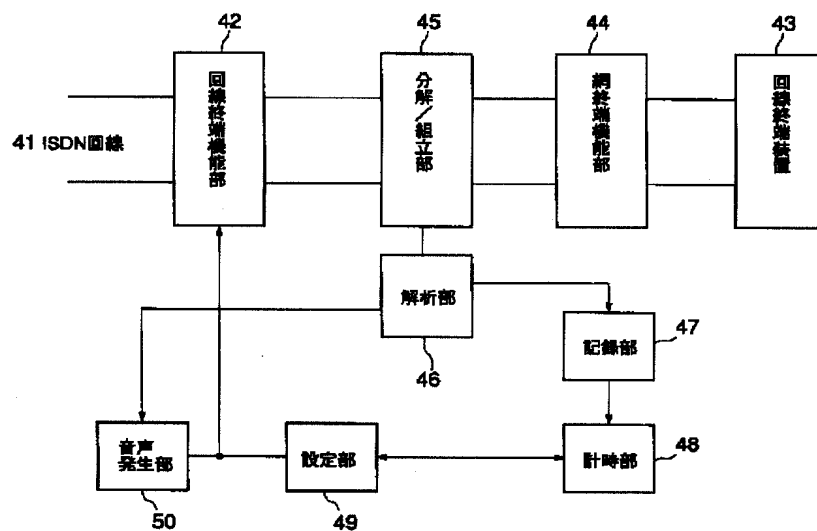 42
45
44
43
回線終端機能部
分解／組立部
網終端機能部
回線終端装置
41 ISDN回線
解析部
46
記録部
47
音声
発生部
50
設定部
49
計時部
48